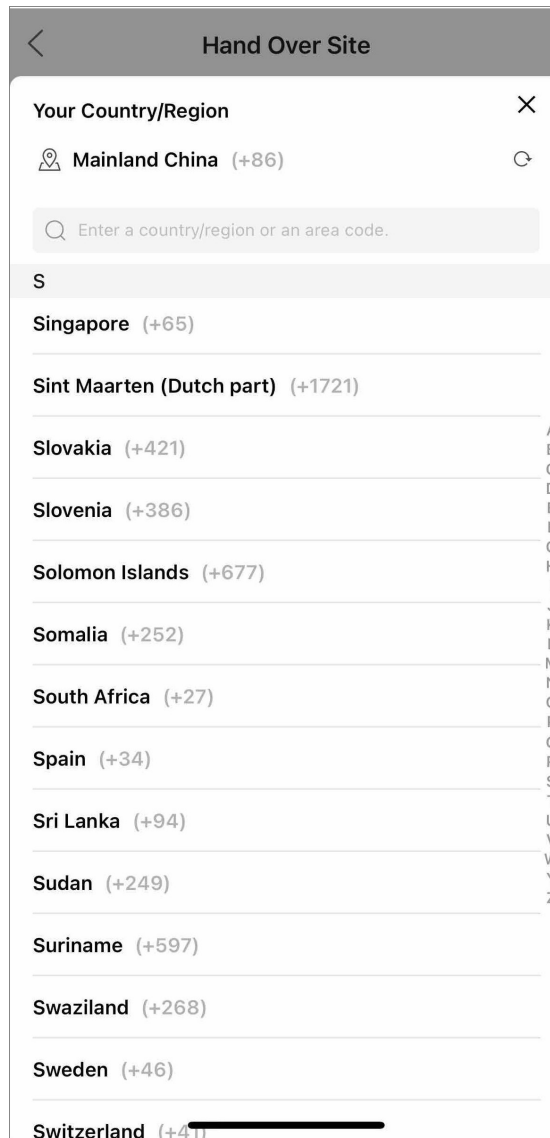 Hand Over Site
Your Country/Region
Mainland China (+86)
Enter a country/region or an area code.
S
Singapore (+65)
Sint Maarten (Dutch part) (+1721)
Slovakia (+421)
Slovenia (+386)
Solomon Islands (+677)
Somalia (+252)
South Africa (+27)
Spain (+34)
Sri Lanka (+94)
Sudan (+249)
Suriname (+597)
Swaziland (+268)
Sweden (+46)
Switzerland (+41)